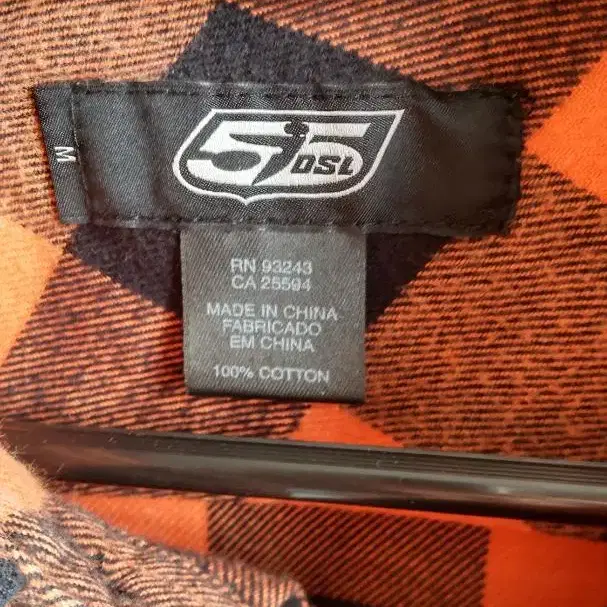 M
55 DSL
RN 93243
CA 25594
MADE IN CHINA
FABRICADO
EM CHINA
100% COTTON